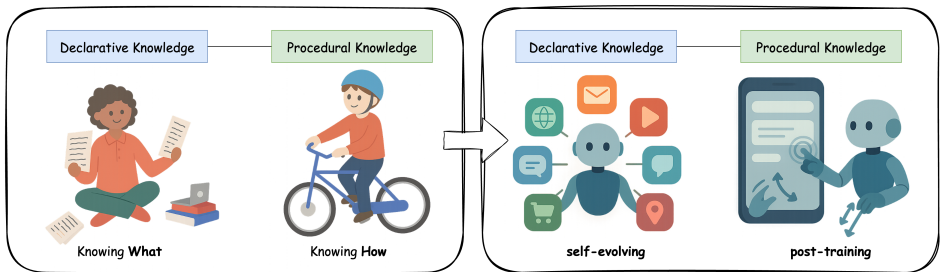 Declarative Knowledge
Procedural Knowledge
Knowing What
Knowing How
Declarative Knowledge
Procedural Knowledge
self-evolving
post-training